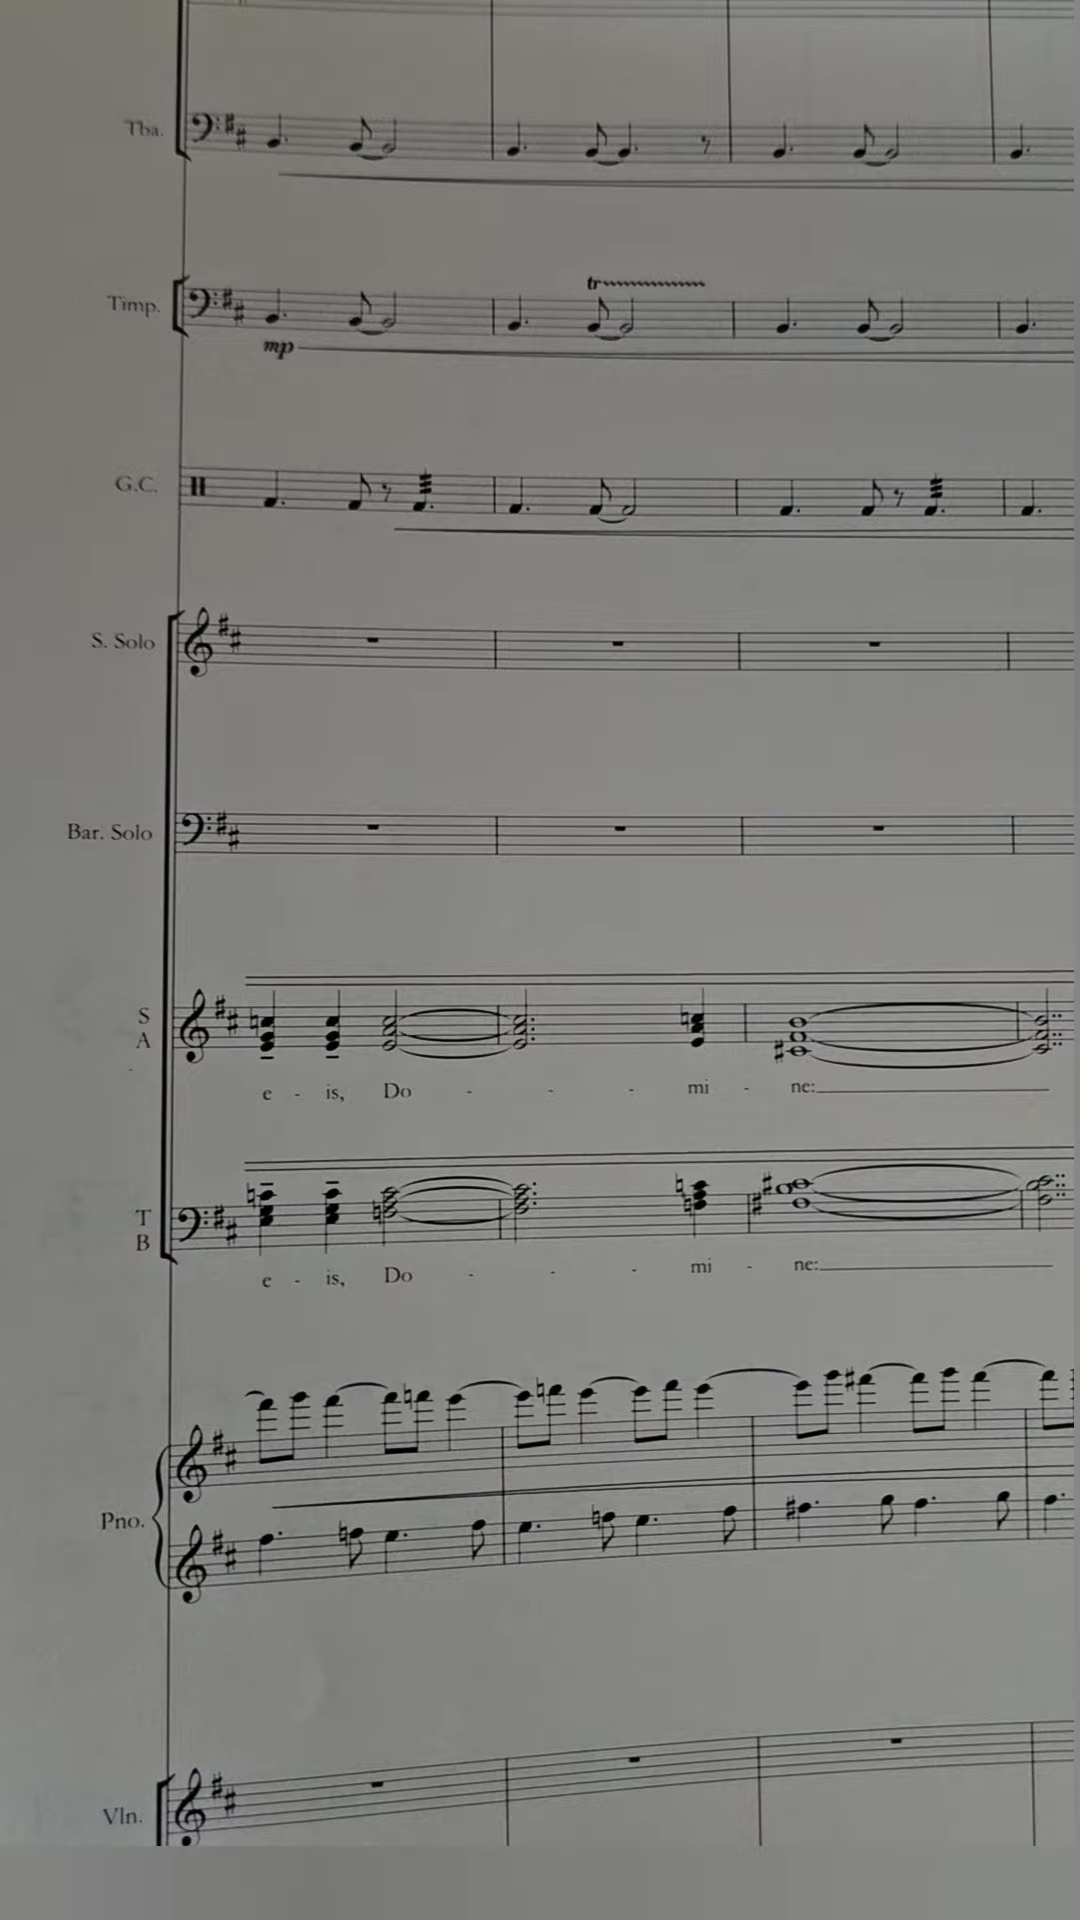 Tba.
Timp.
tr
mp
G.C.
S. Solo
Bar. Solo
S
A
e - is, Do - - - mi - ne:
T
B
e - is, Do - - - mi - ne:
Pno.
Vln.